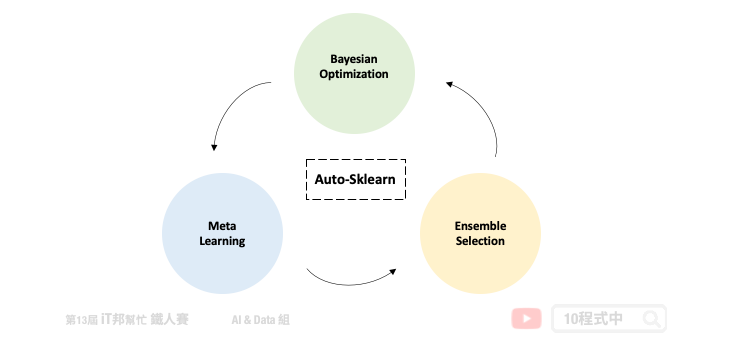 Bayesian
Optimization
Auto-Sklearn
Meta
Learning
Ensemble
Selection
第13屆 iT邦幫忙 鐵人賽
AI & Data 組
10程式中